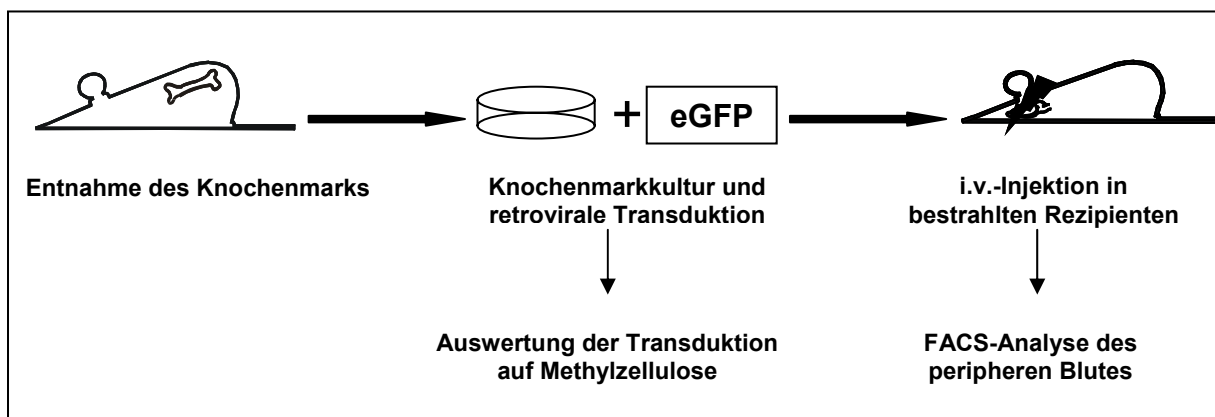 + eGFP
Entnahme des Knochenmarks
Knochenmarkkultur und
retrovirale Transduktion
i.v.-Injektion in
bestrahlten Rezipienten
Auswertung der Transduktion
auf Methylzellulose
FACS-Analyse des
peripheren Blutes